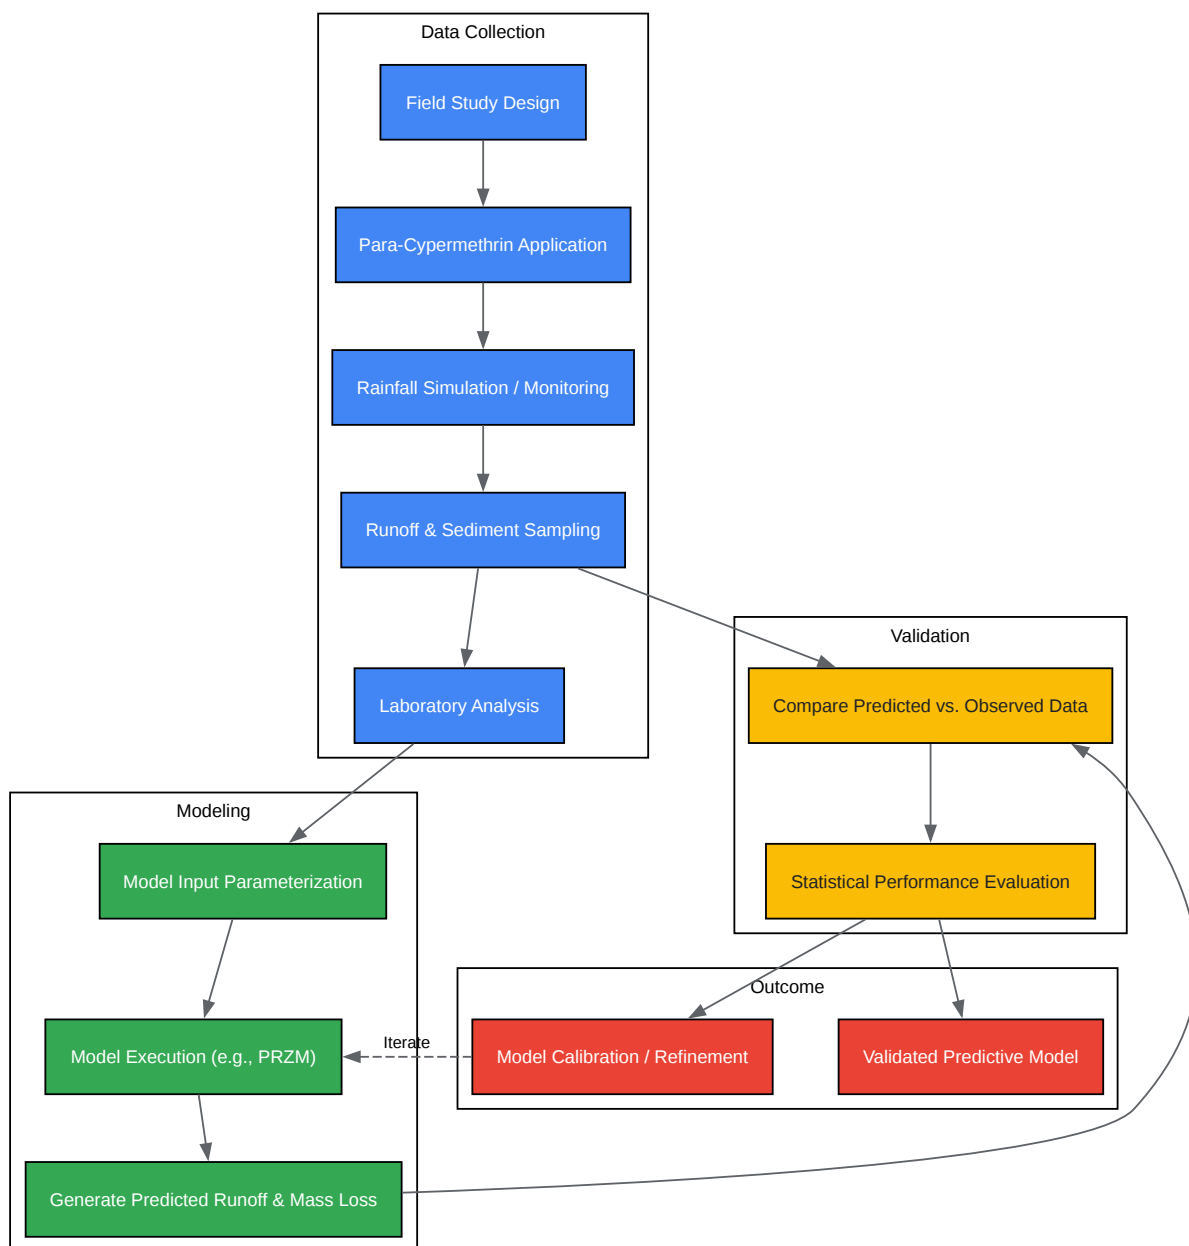 Data Collection
Field Study Design
Para-Cypermethrin Application
Rainfall Simulation / Monitoring
Runoff & Sediment Sampling
Laboratory Analysis
Validation
Compare Predicted vs. Observed Data
Statistical Performance Evaluation
Modeling
Model Input Parameterization
Model Execution (e.g., PRZM)
Generate Predicted Runoff & Mass Loss
Iterate
Outcome
Model Calibration / Refinement
Validated Predictive Model